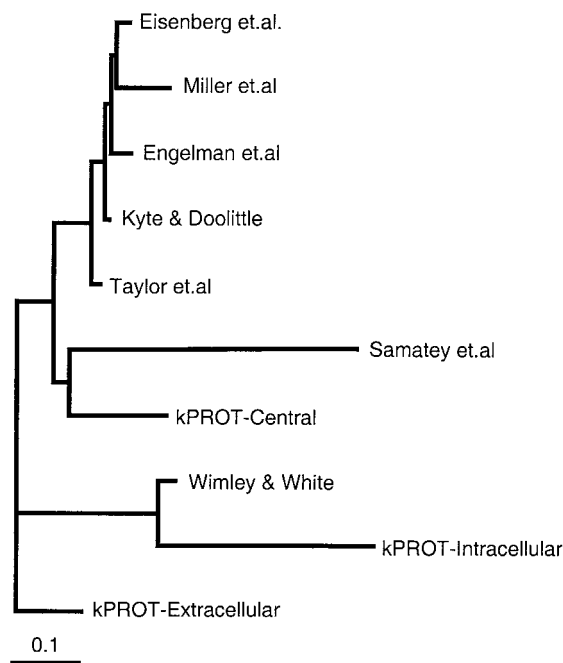 Eisenberg et.al.
Miller et.al
Engelman et.al
Kyte & Doolittle
Taylor et.al
Samatey et.al
kPROT-Central
Wimley & White
kPROT-Intracellular
kPROT-Extracellular
0.1